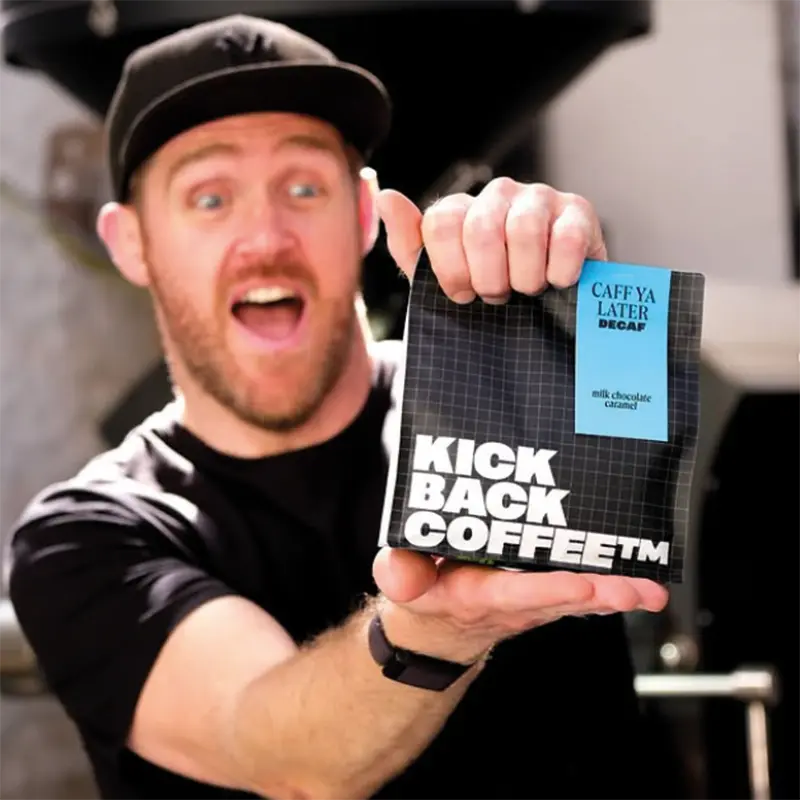 CAFF YA
LATER
DECAF
milk chocolate
caramel
KICK
BACK
COFFEE™